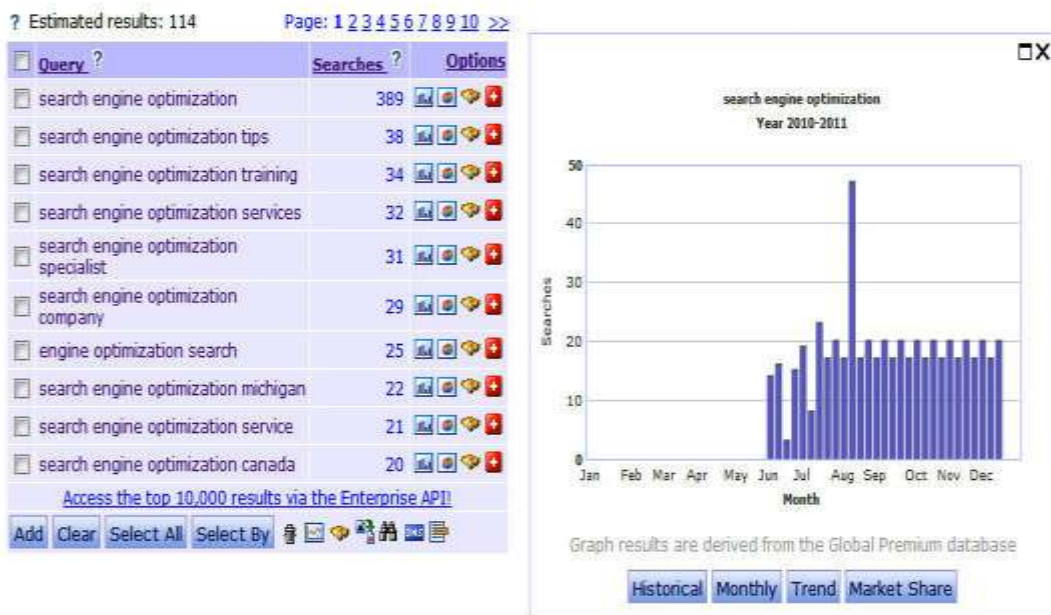 ? Estimated results: 114 Page: 1 2 3 4 5 6 7 8 9 10 >>
Query ? Searches ? Options
search engine optimization 389
search engine optimization tips 38
search engine optimization training 34
search engine optimization services 32
search engine optimization
specialist 31
search engine optimization
company 29
engine optimization search 25
search engine optimization michigan 22
search engine optimization service 21
search engine optimization canada 20
Access the top 10,000 results via the Enterprise API!
Add Clear Select All Select By
search engine optimization
Year 2010-2011
50
40
30
20
10
0
Searches
Jan Feb Mar Apr May Jun Jul Aug Sep Oct Nov Dec
Month
Graph results are derived from the Global Premium database
Historical Monthly Trend Market Share